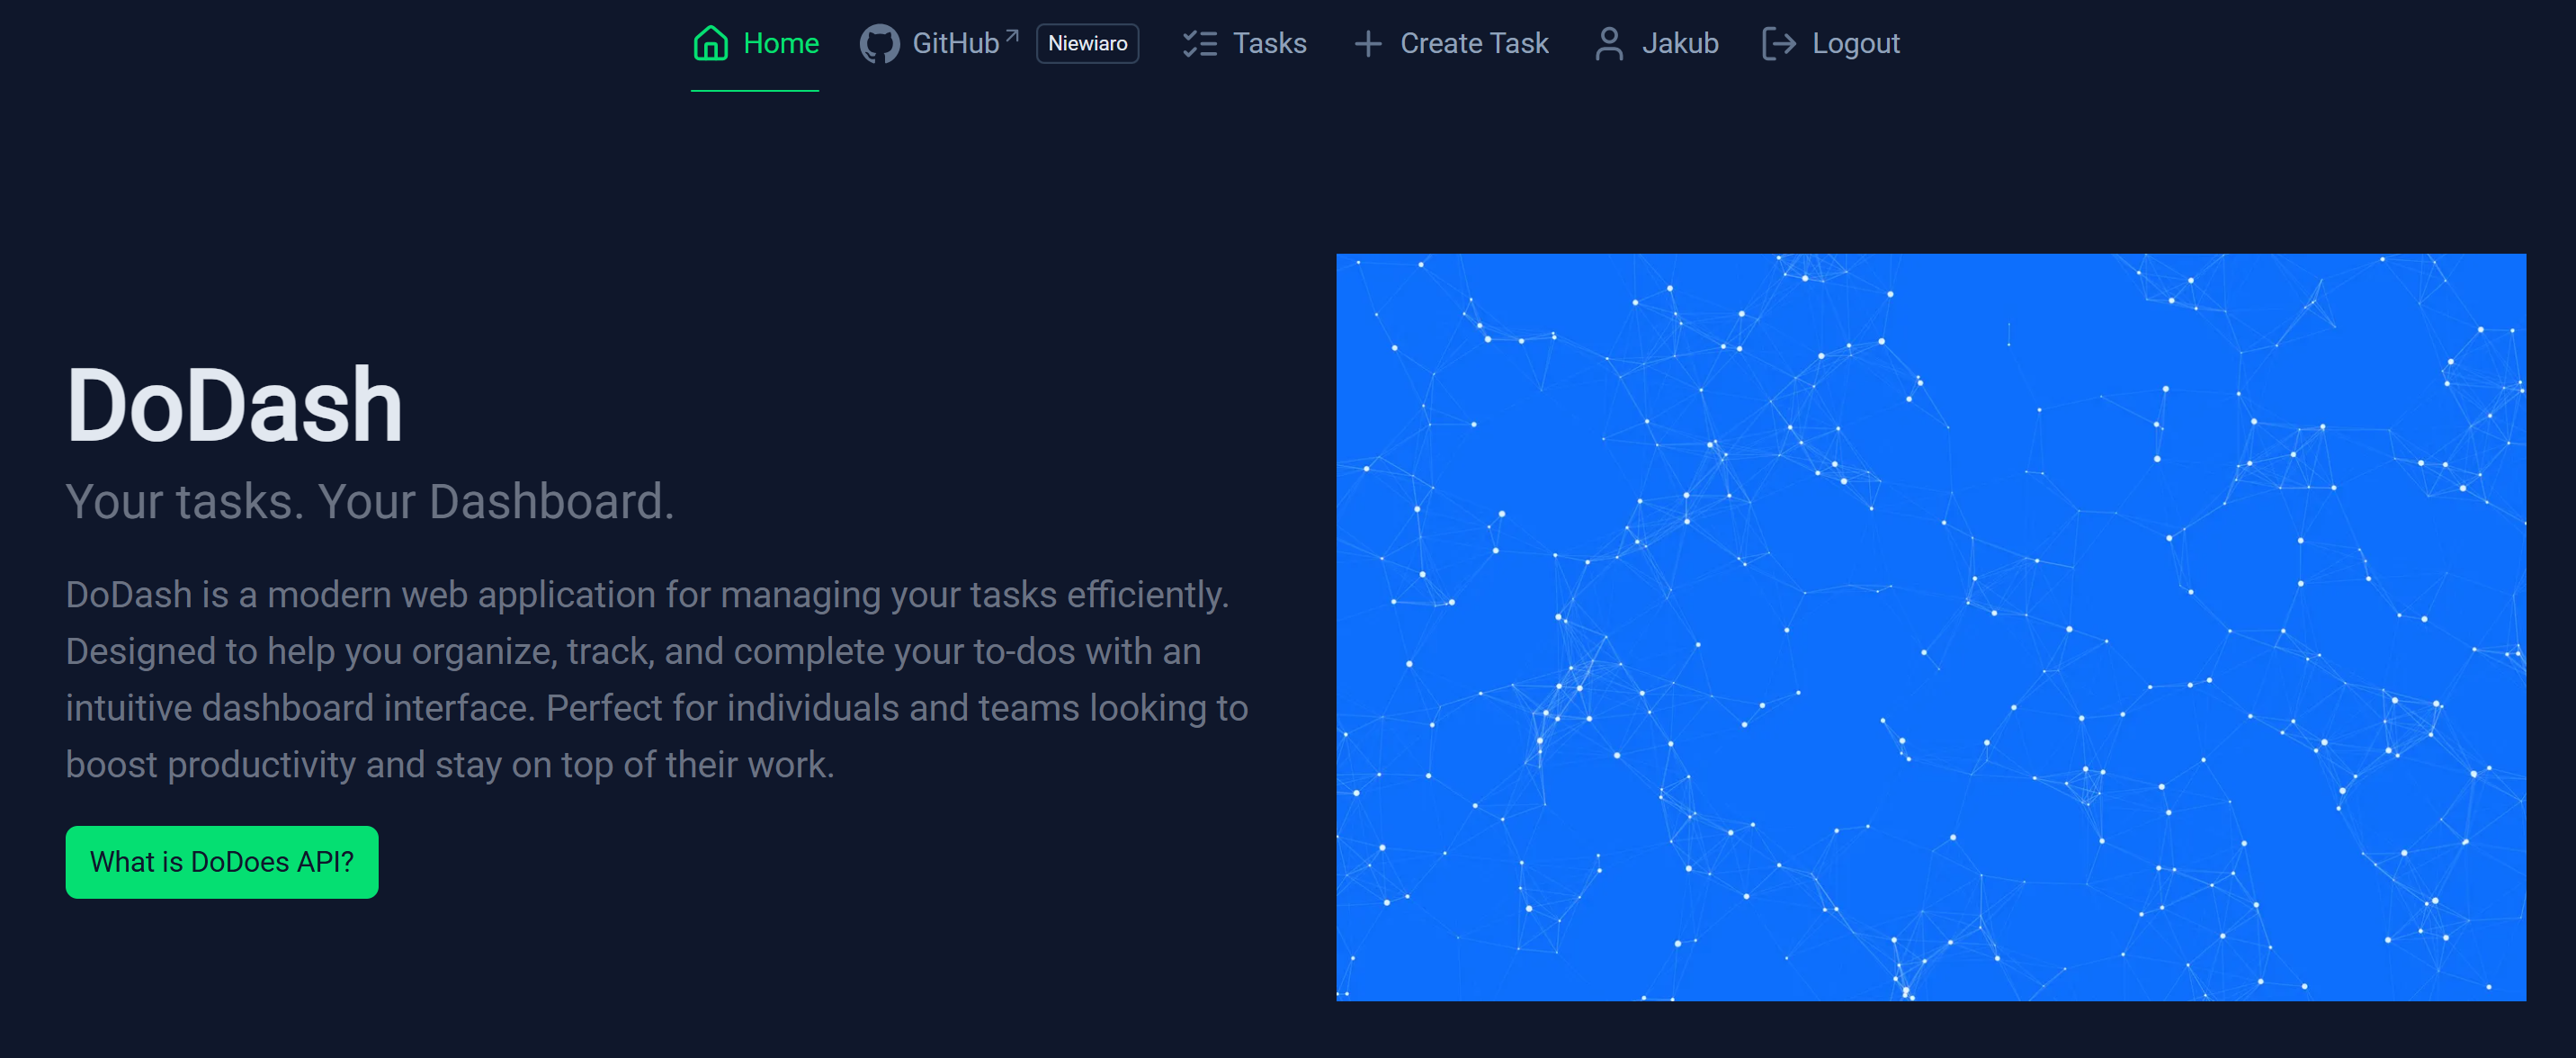 Home GitHub Niewiaro Tasks Create Task Jakub Logout
DoDash
Your tasks. Your Dashboard.
DoDash is a modern web application for managing your tasks efficiently.
Designed to help you organize, track, and complete your to-dos with an
intuitive dashboard interface. Perfect for individuals and teams looking to
boost productivity and stay on top of their work.
What is DoDoes API?